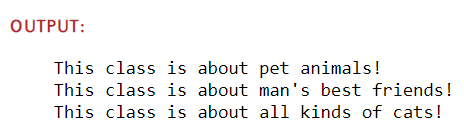 OUTPUT:
This class is about pet animals!
This class is about man's best friends!
This class is about all kinds of cats!